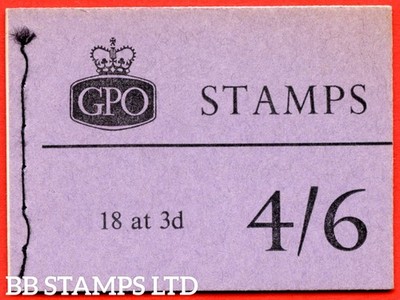 GPO
STAMPS
18 at 3d
4/6
BB STAMPS LTD